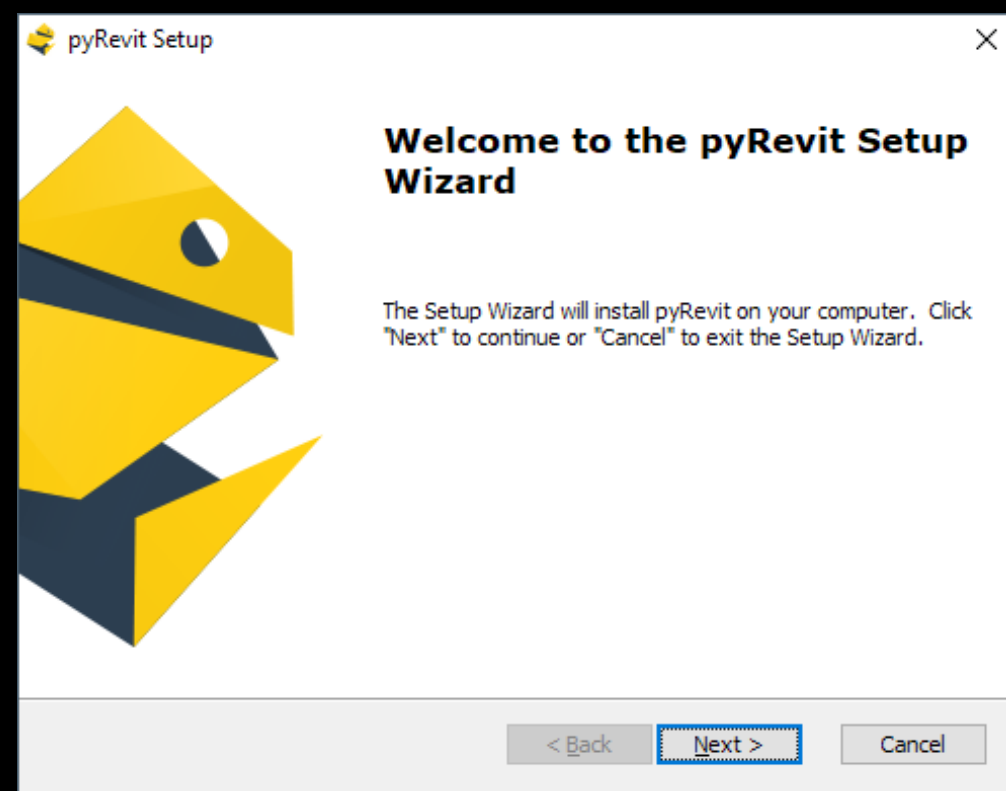 pyRevit Setup
Welcome to the pyRevit Setup
Wizard
The Setup Wizard will install pyRevit on your computer.  Click
"Next" to continue or "Cancel" to exit the Setup Wizard.
< Back
Next >
Cancel